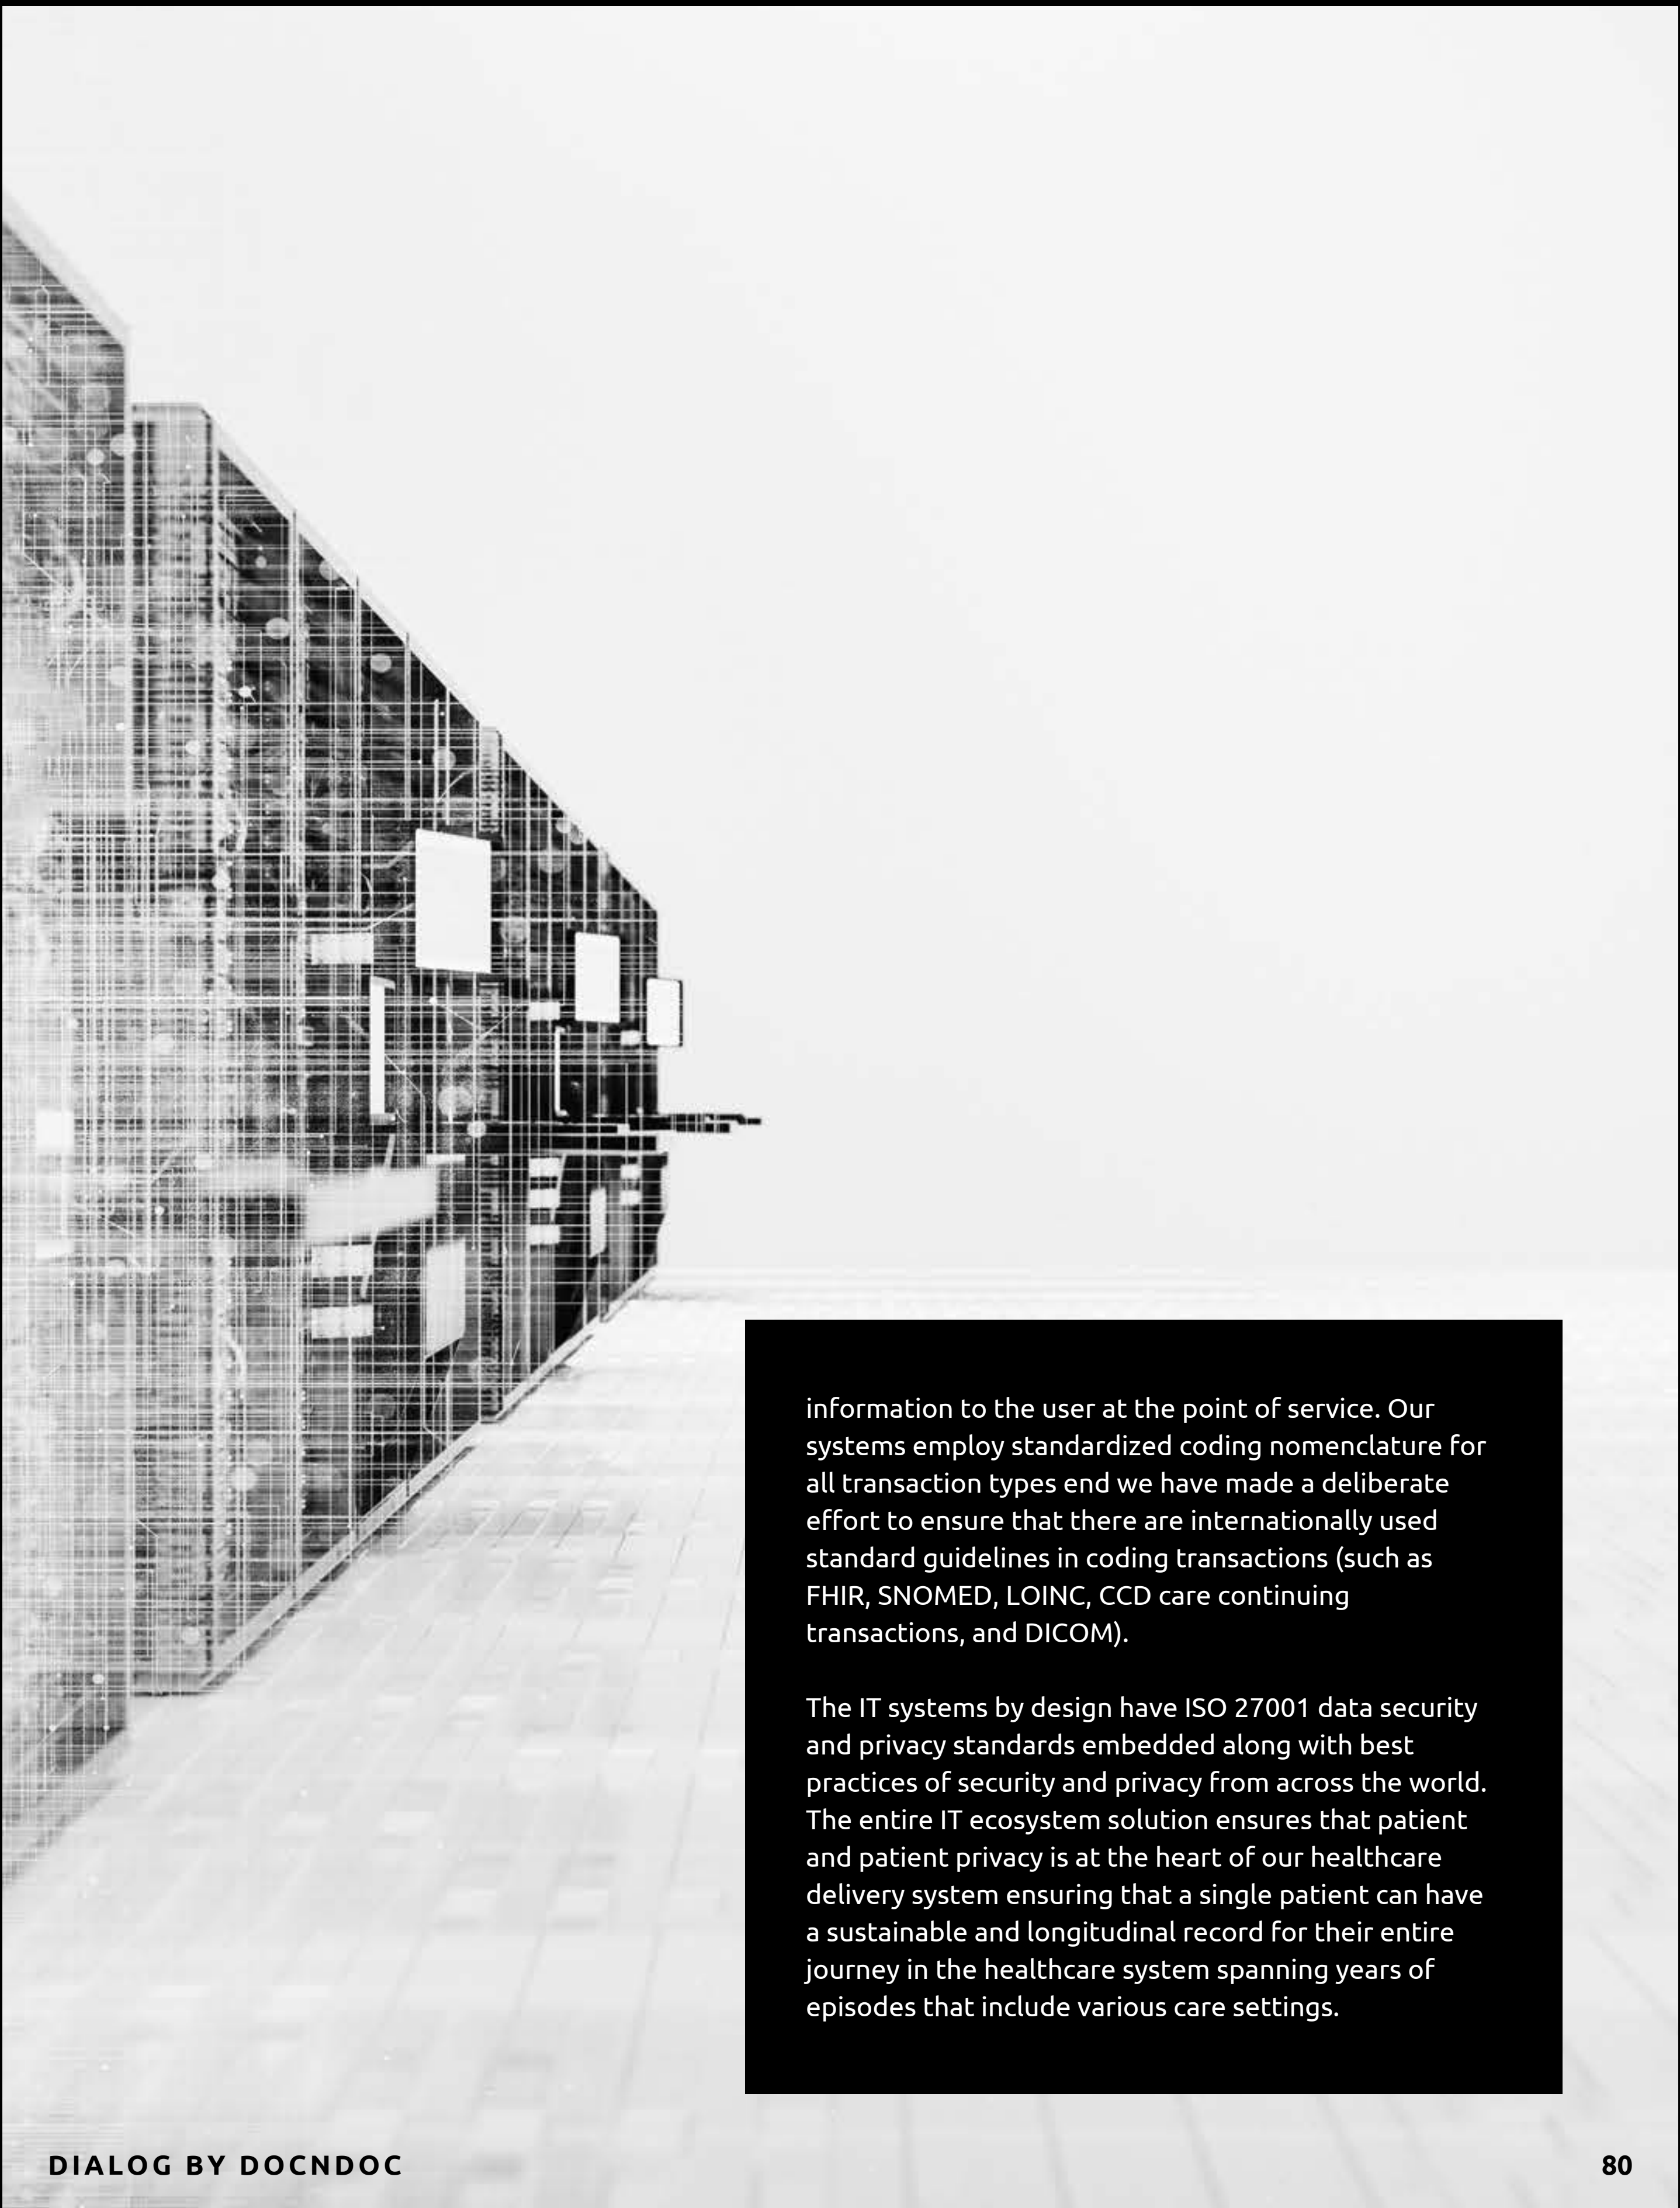 information to the user at the point of service. Our
systems employ standardized coding nomenclature for
all transaction types end we have made a deliberate
effort to ensure that there are internationally used
standard guidelines in coding transactions (such as
FHIR, SNOMED, LOINC, CCD care continuing
transactions, and DICOM).
The IT systems by design have ISO 27001 data security
and privacy standards embedded along with best
practices of security and privacy from across the world.
The entire IT ecosystem solution ensures that patient
and patient privacy is at the heart of our healthcare
delivery system ensuring that a single patient can have
a sustainable and longitudinal record for their entire
journey in the healthcare system spanning years of
episodes that include various care settings.
DIALOG BY DOCNDOC
80